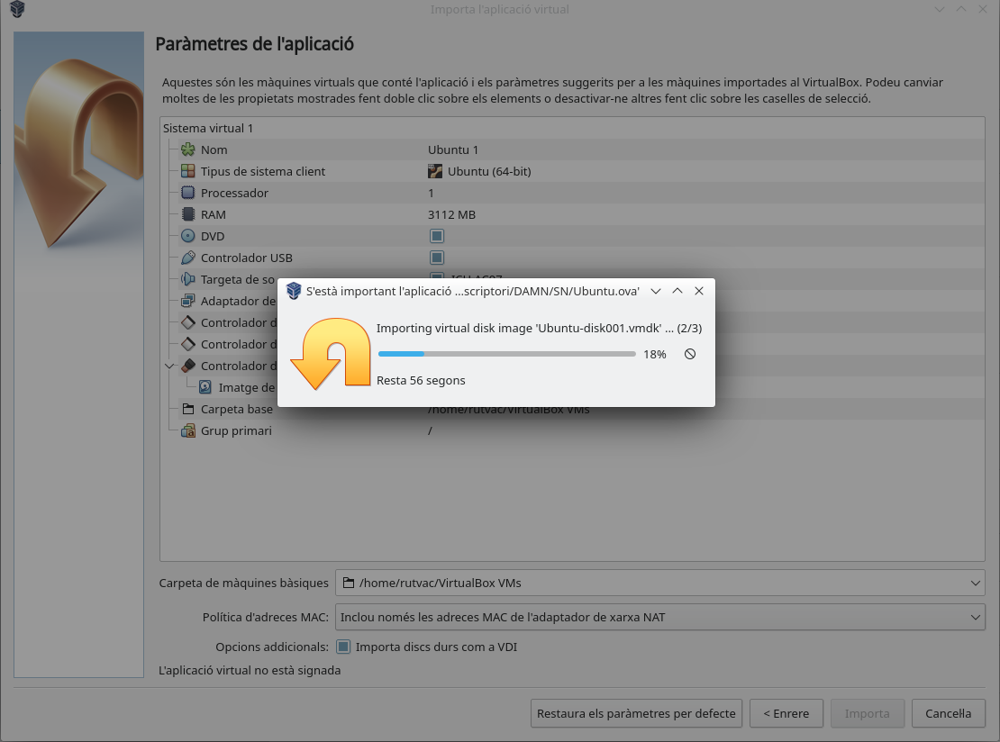 Importa l'aplicació virtual
Paràmetres de l'aplicació
Aquestes són les màquines virtuals que conté l'aplicació i els paràmetres suggerits per a les màquines importades al VirtualBox. Podeu canviar
moltes de les propietats mostrades fent doble clic sobre els elements o desactivar-ne altres fent clic sobre les caselles de selecció.
Sistema virtual 1
Nom Ubuntu 1
Tipus de sistema client Ubuntu (64-bit)
Processador 1
RAM 3112 MB
DVD
Controlador USB
Targeta de so ICH AC97
S'està important l'aplicació ...scriptori/DAMN/SN/Ubuntu.ova'
Adaptador de
Controlador d
Importing virtual disk image 'Ubuntu-disk001.vmdk' ... (2/3)
Controlador d
18%
Controlador d
Resta 56 segons
Imatge de
Carpeta base /home/rutvac/VirtualBox VMs
Grup primari /
Carpeta de màquines bàsiques /home/rutvac/VirtualBox VMs
Política d'adreces MAC: Inclou només les adreces MAC de l'adaptador de xarxa NAT
Opcions addicionals: Importa discs durs com a VDI
L'aplicació virtual no està signada
Restaura els paràmetres per defecte < Enrere Importa Cancel·la